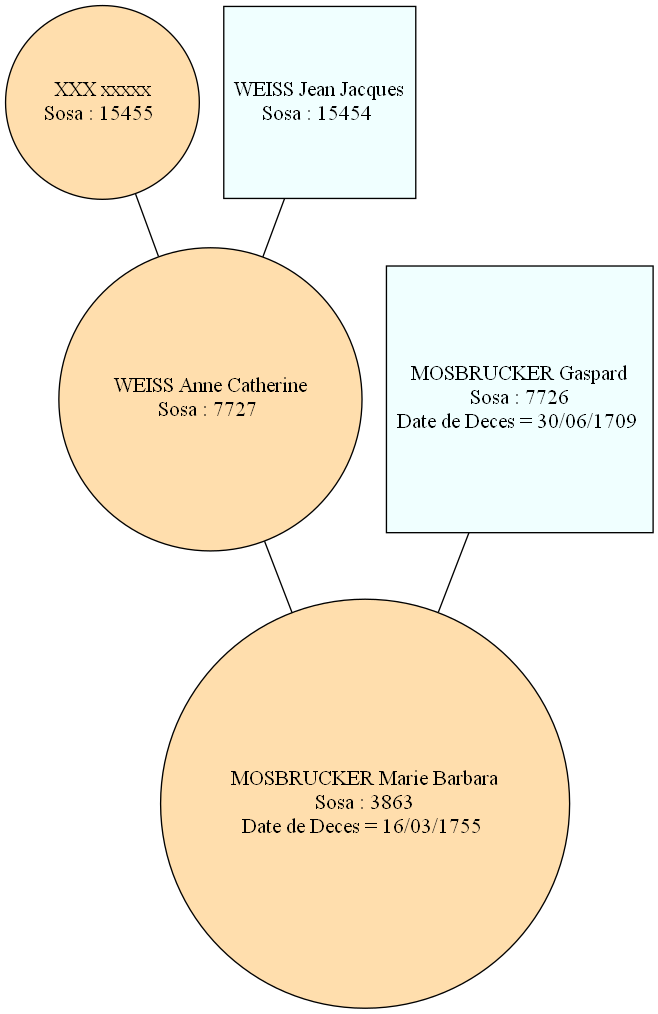 XXX xxxxx
Sosa : 15455
WEISS Jean Jacques
Sosa : 15454
WEISS Anne Catherine
Sosa : 7727
MOSBRUCKER Gaspard
Sosa : 7726
Date de Deces = 30/06/1709
MOSBRUCKER Marie Barbara
Sosa : 3863
Date de Deces = 16/03/1755